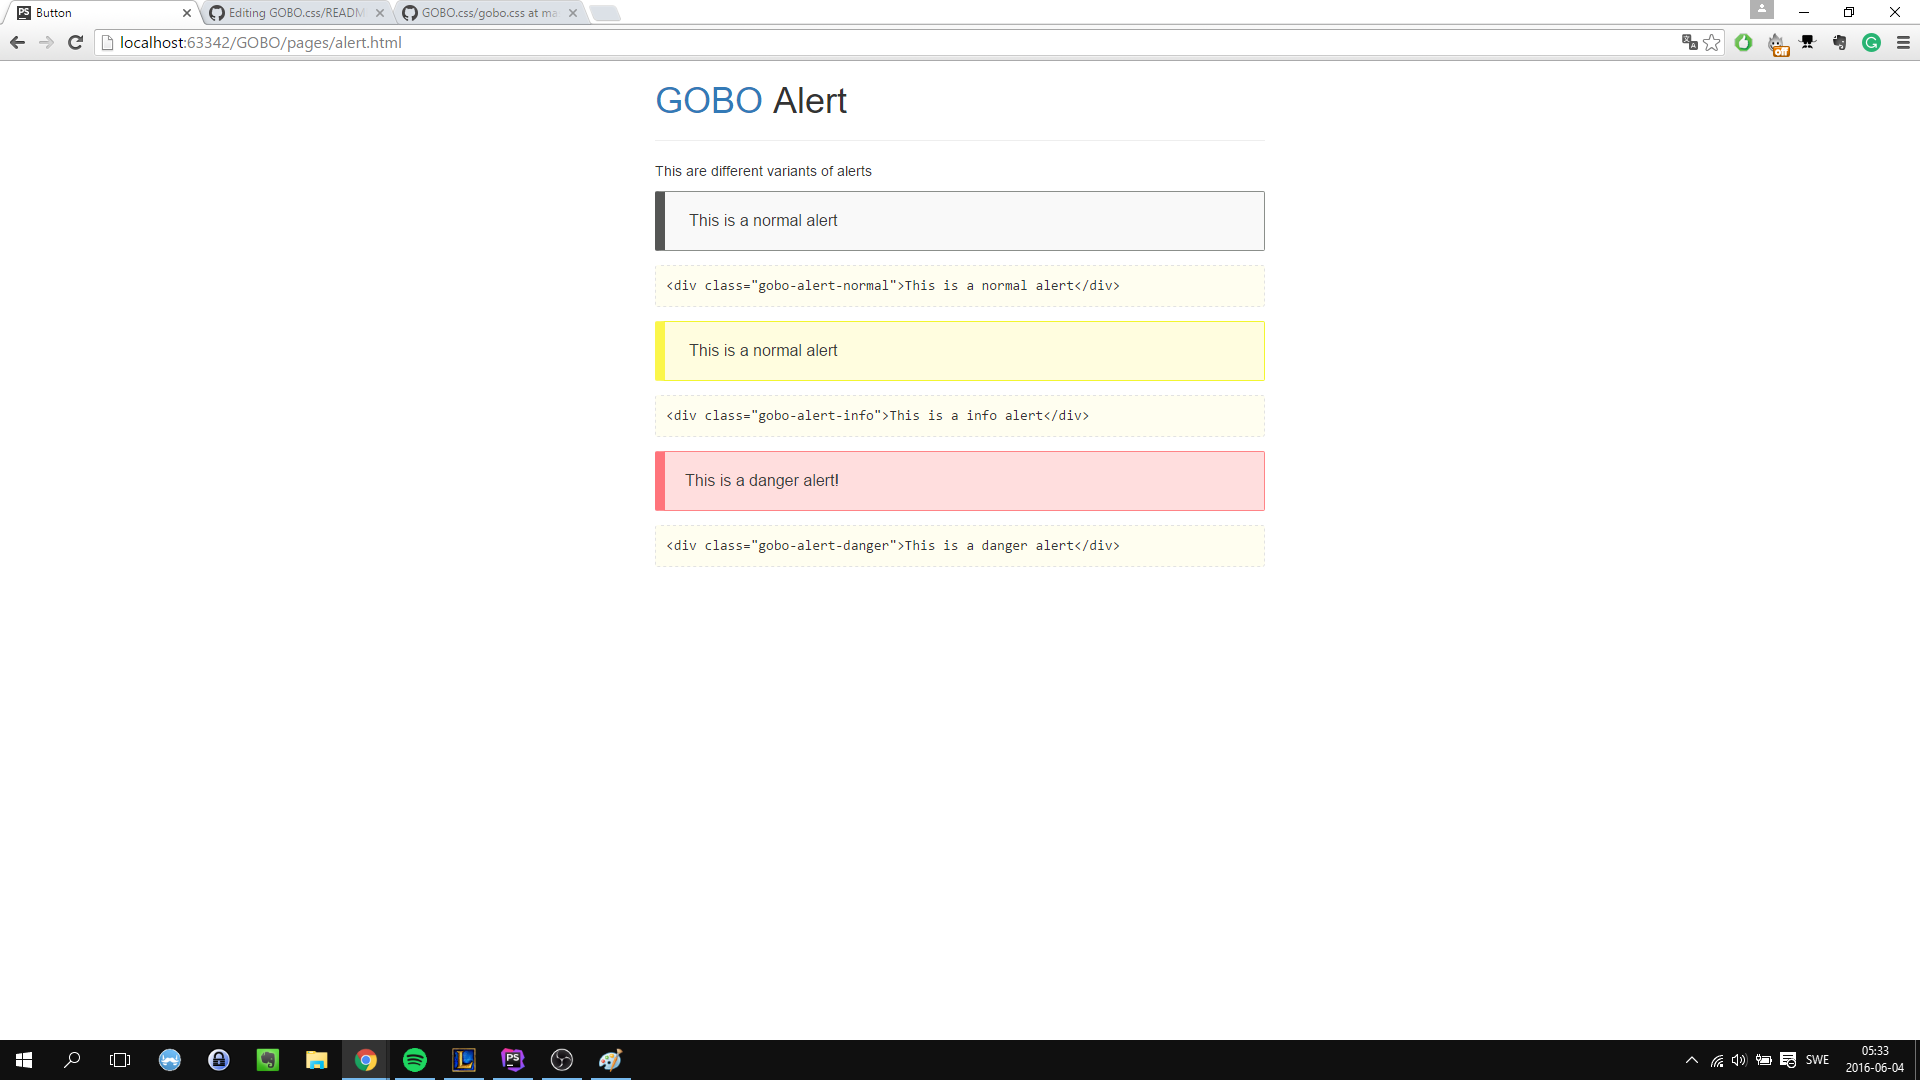 Button
Editing GOBO.css/READM
GOBO.css/gobo.css at ma
localhost:63342/GOBO/pages/alert.html
GOBO Alert
This are different variants of alerts
This is a normal alert
<div class="gobo-alert-normal">This is a normal alert</div>
This is a normal alert
<div class="gobo-alert-info">This is a info alert</div>
This is a danger alert!
<div class="gobo-alert-danger">This is a danger alert</div>
SWE
05:33
2016-06-04